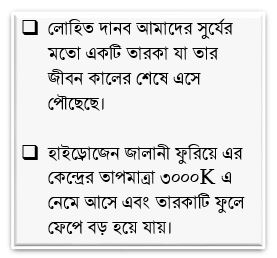 ❑ লোহিত দানব আমাদের সুর্যের
মতো একটি তারকা যা তার
জীবন কালের শেষে এসে
পৌছেছে।
❑ হাইড্রোজেন জালানী ফুরিয়ে এর
কেন্দ্রের তাপমাত্রা ৩০০০K এ
নেমে আসে এবং তারকাটি ফুলে
ফেপে বড় হয়ে যায়।